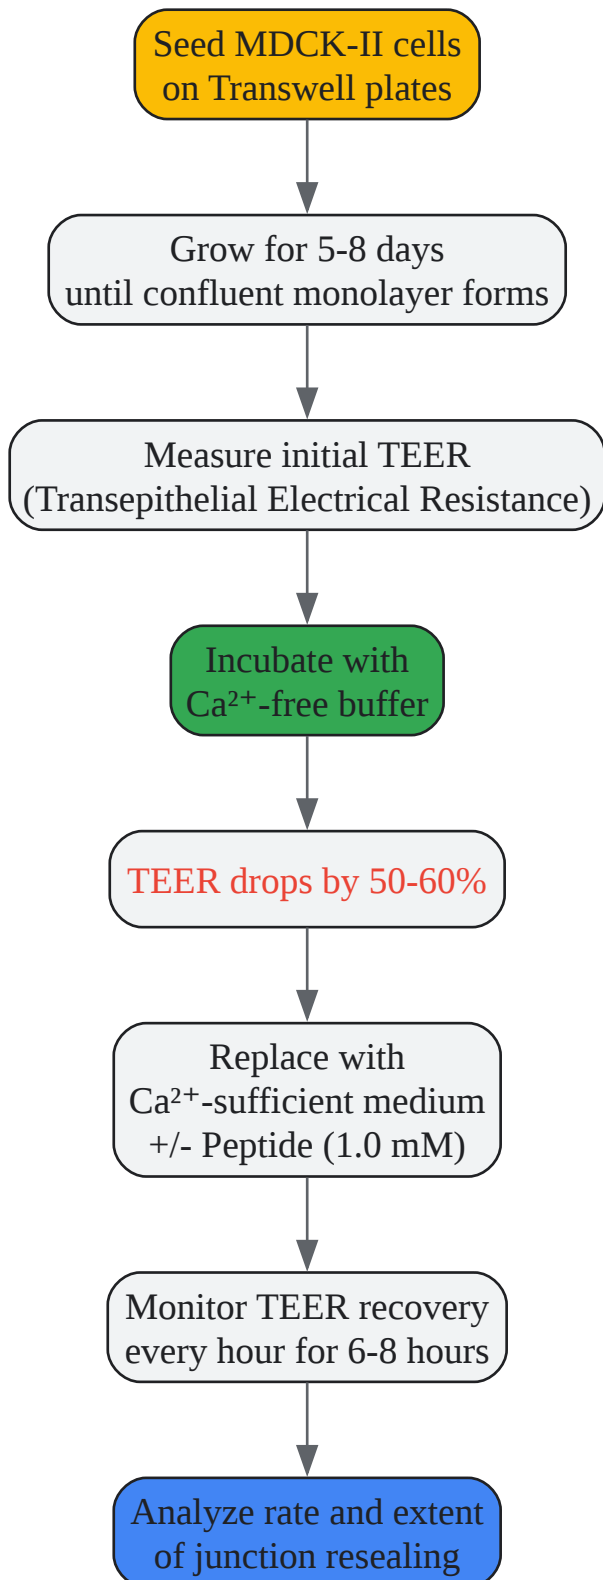 Seed MDCK-II cells
on Transwell plates
Grow for 5-8 days
until confluent monolayer forms
Measure initial TEER
(Transepithelial Electrical Resistance)
Incubate with
Ca²⁺-free buffer
TEER drops by 50-60%
Replace with
Ca²⁺-sufficient medium
+/- Peptide (1.0 mM)
Monitor TEER recovery
every hour for 6-8 hours
Analyze rate and extent
of junction resealing